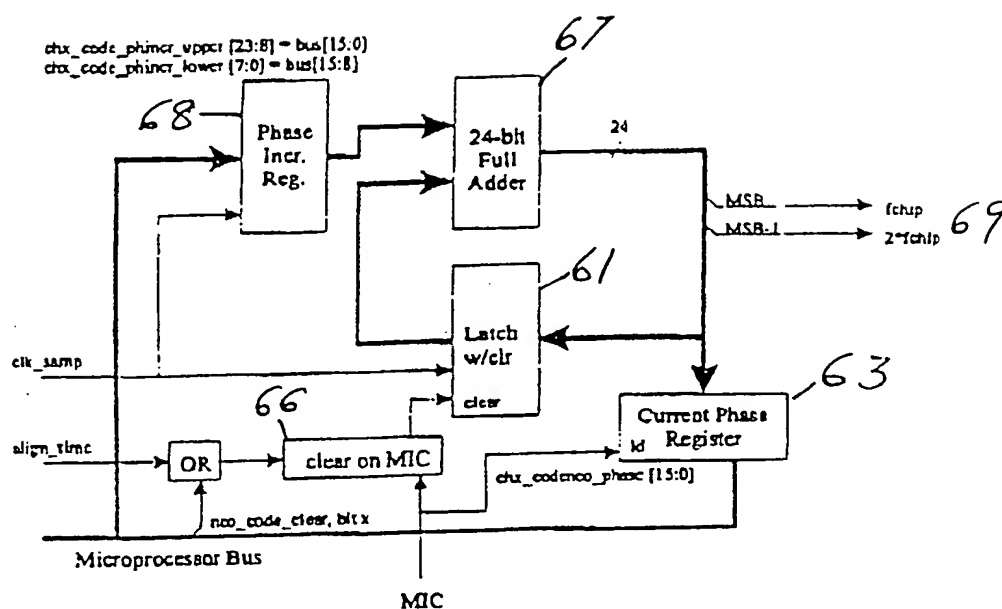 chx_code_phincr_upper [23:8] = bus[15:0]
chx_code_phincr_lower [7:0] = bus[15:8]
67
68
Phase
Incr.
Reg.
24-bit
Full
Adder
24
MSB
fchip
MSB-1
2*fchip
69
61
Latch
w/clr
clk_samp
clear
63
66
Current Phase
Register
ld
align_time
OR
clear on MIC
chx_codenco_phase [15:0]
nco_code_clear, bit x
Microprocessor Bus
MIC